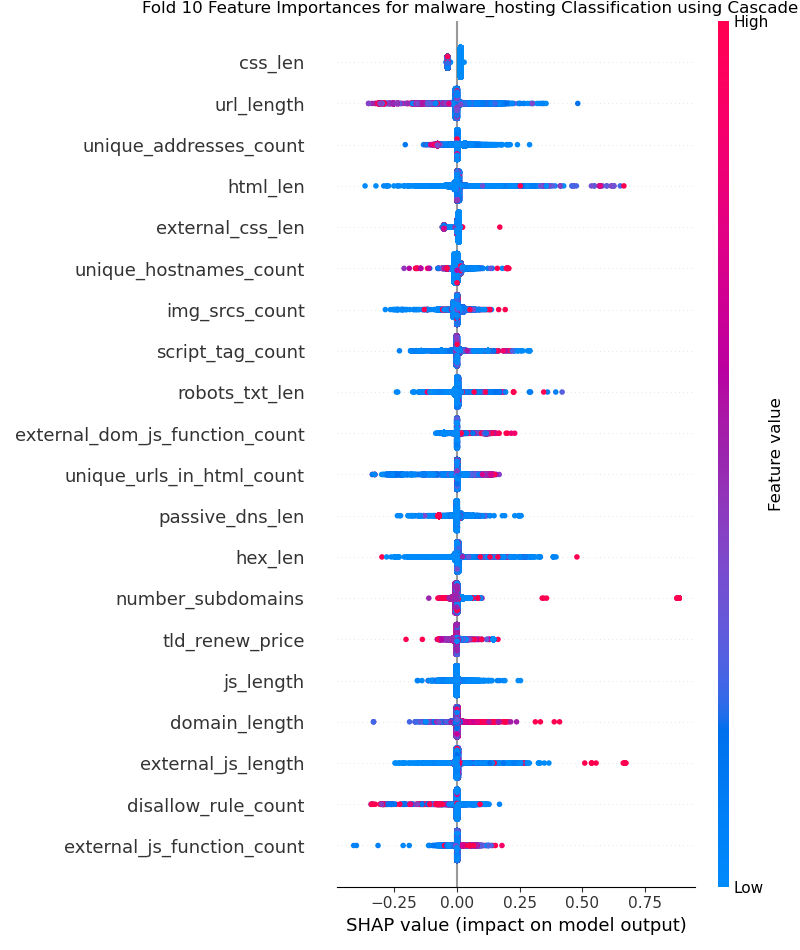 Fold 10 Feature Importances for malware_hosting Classification using Cascade
High
css_len
url_length
unique_addresses_count
html_len
external_css_len
unique_hostnames_count
img_srcs_count
script_tag_count
robots_txt_len
external_dom_js_function_count
unique_urls_in_html_count
passive_dns_len
hex_len
number_subdomains
tld_renew_price
js_length
domain_length
external_js_length
disallow_rule_count
external_js_function_count
Feature value
Low
−0.25 0.00 0.25 0.50 0.75
SHAP value (impact on model output)